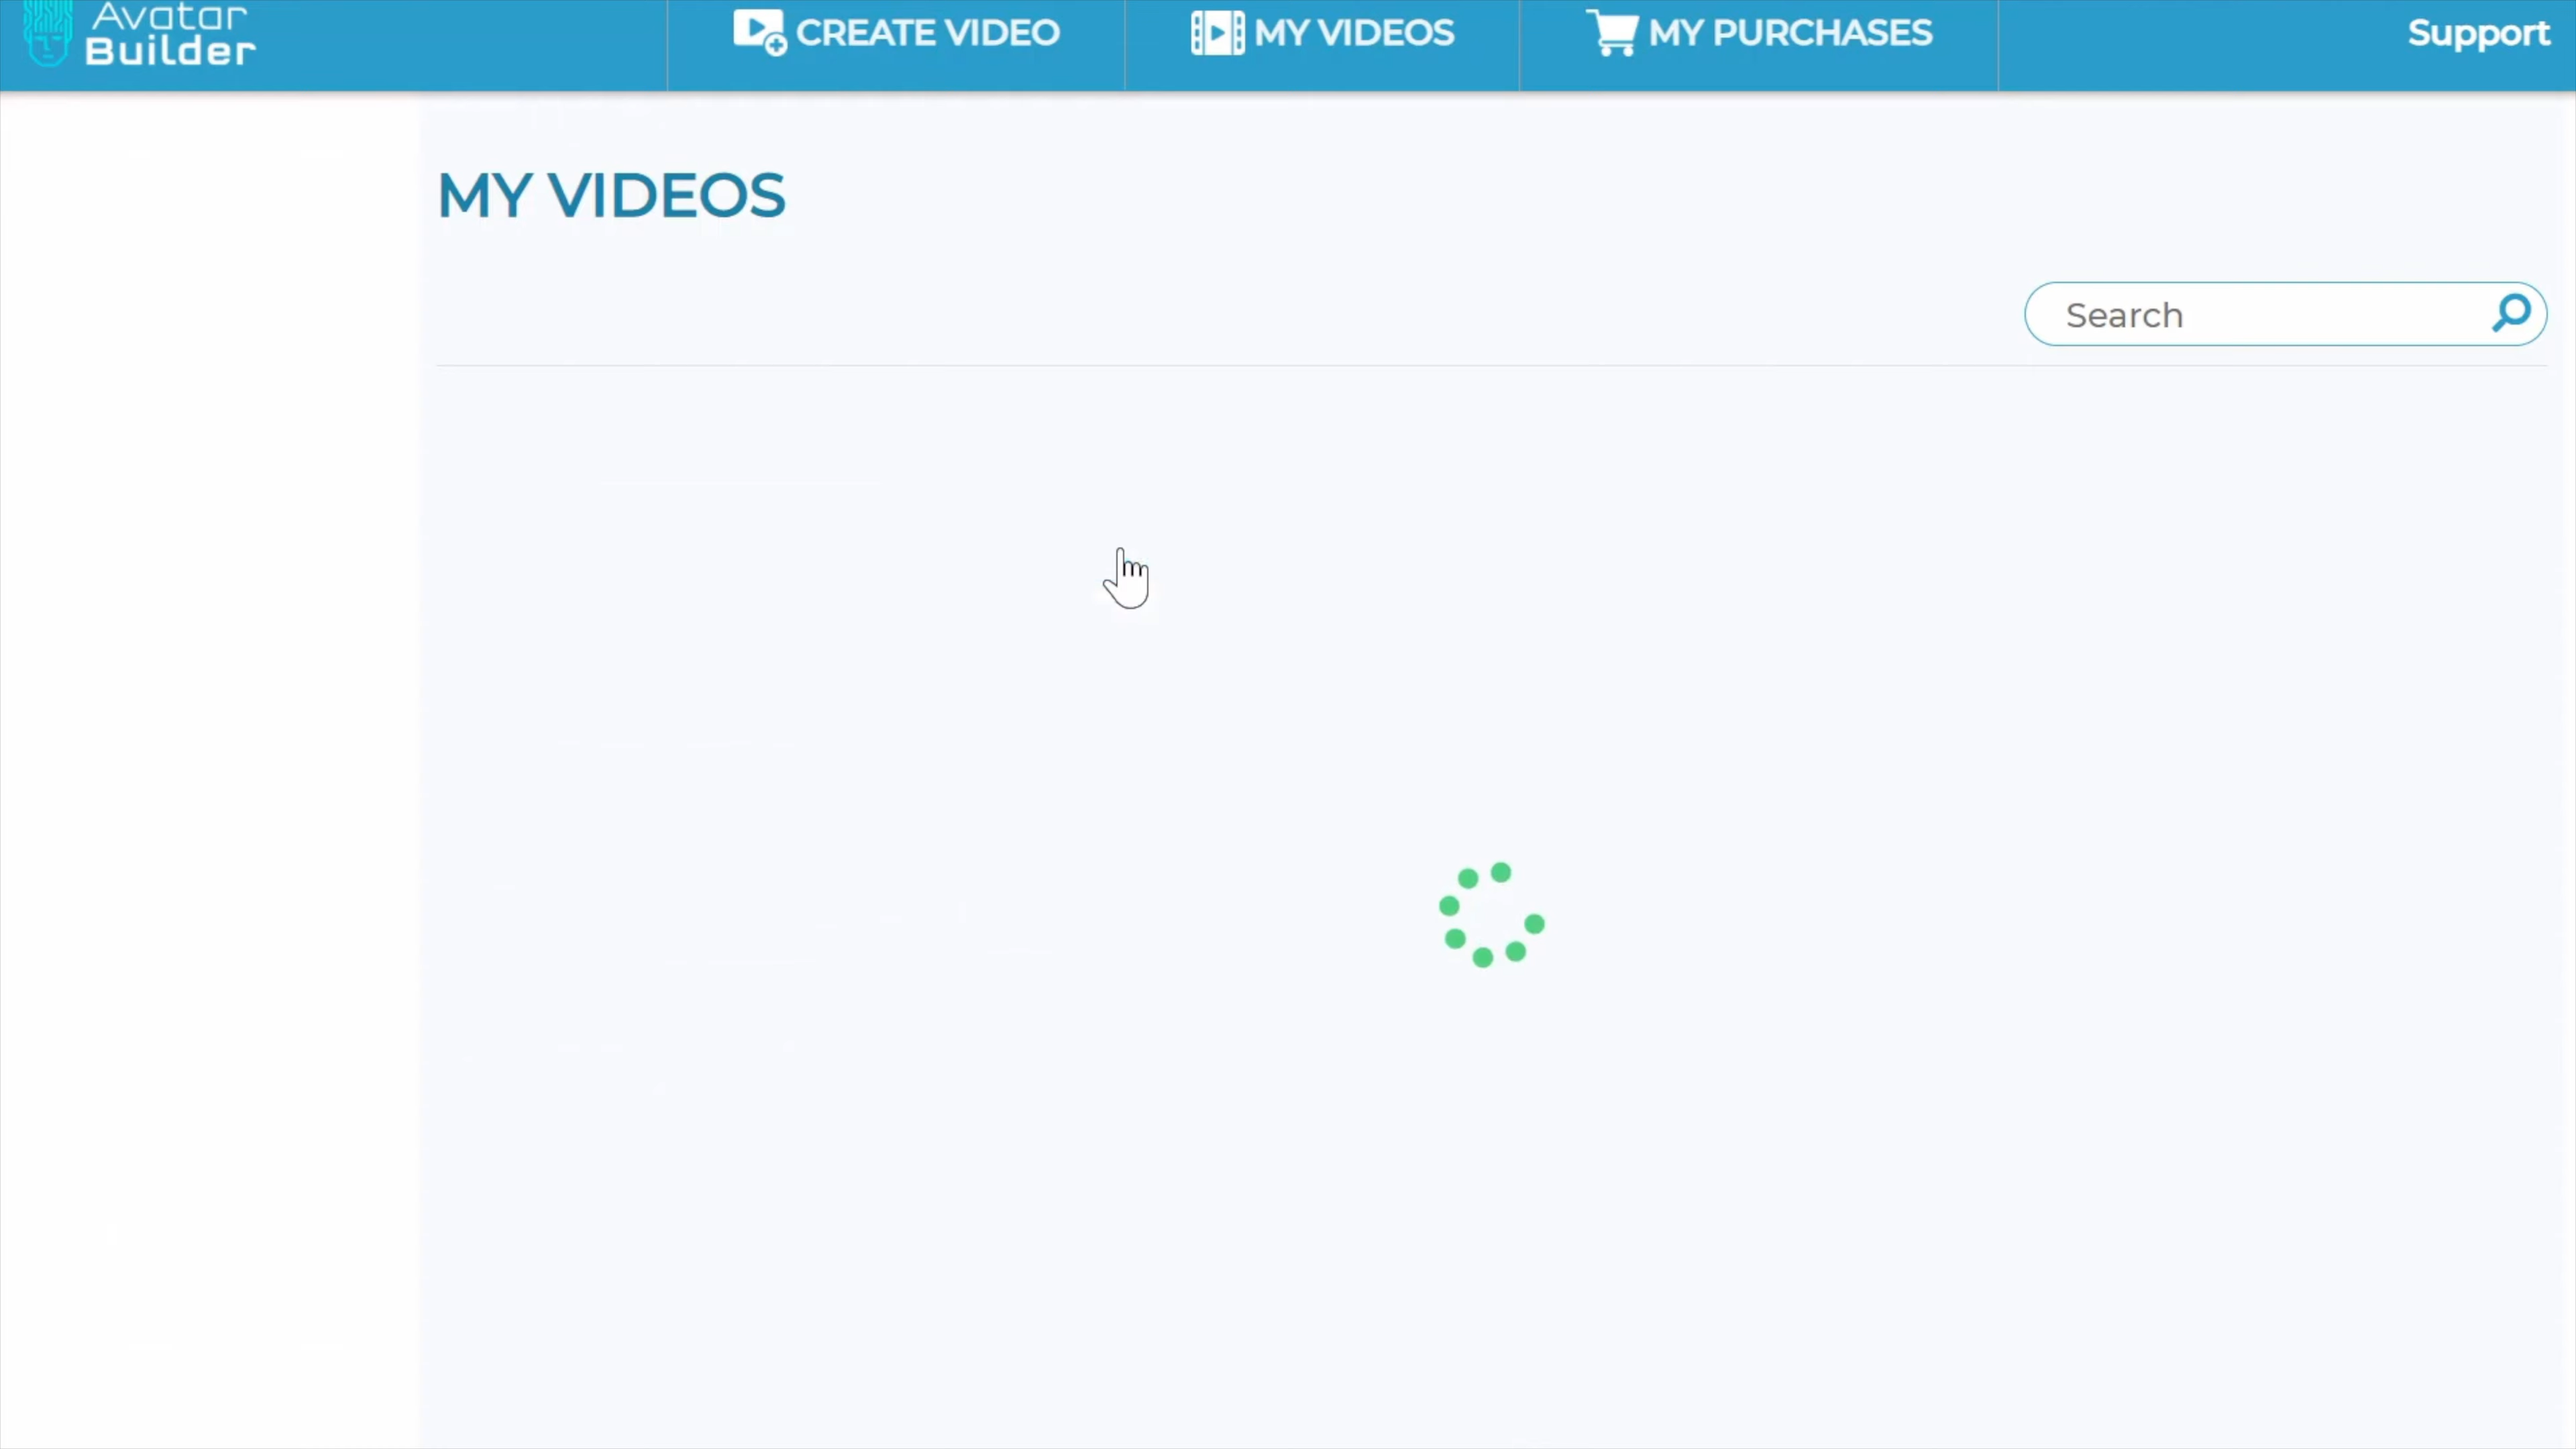 Avatar
Builder
CREATE VIDEO
MY VIDEOS
MY PURCHASES
Support
MY VIDEOS
Search